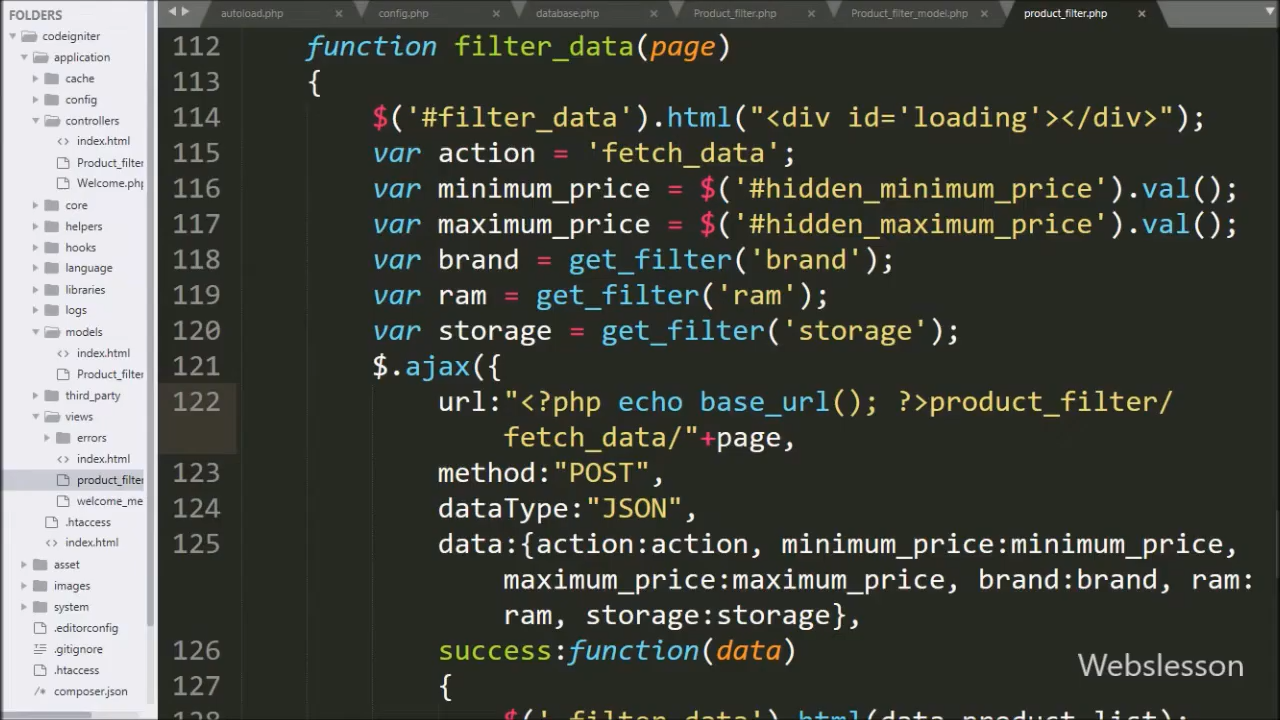 FOLDERS
codeigniter
application
cache
config
controllers
index.html
Product_filter
Welcome.php
core
helpers
hooks
language
libraries
logs
models
index.html
Product_filter
third_party
views
errors
index.html
product_filter
welcome_me
.htaccess
index.html
asset
images
system
.editorconfig
.gitignore
.htaccess
composer.json
autoload.php
config.php
database.php
Product_filter.php
Product_filter_model.php
product_filter.php
112 function filter_data(page)
113 {
114 $('#filter_data').html("<div id='loading'></div>");
115 var action = 'fetch_data';
116 var minimum_price = $('#hidden_minimum_price').val();
117 var maximum_price = $('#hidden_maximum_price').val();
118 var brand = get_filter('brand');
119 var ram = get_filter('ram');
120 var storage = get_filter('storage');
121 $.ajax({
122 url:"<?php echo base_url(); ?>product_filter/
fetch_data/"+page,
123 method:"POST",
124 dataType:"JSON",
125 data:{action:action, minimum_price:minimum_price,
maximum_price:maximum_price, brand:brand, ram:
ram, storage:storage},
126 success:function(data)
127 {
Webslesson
128 $('.filter_data').html(data.product_list);